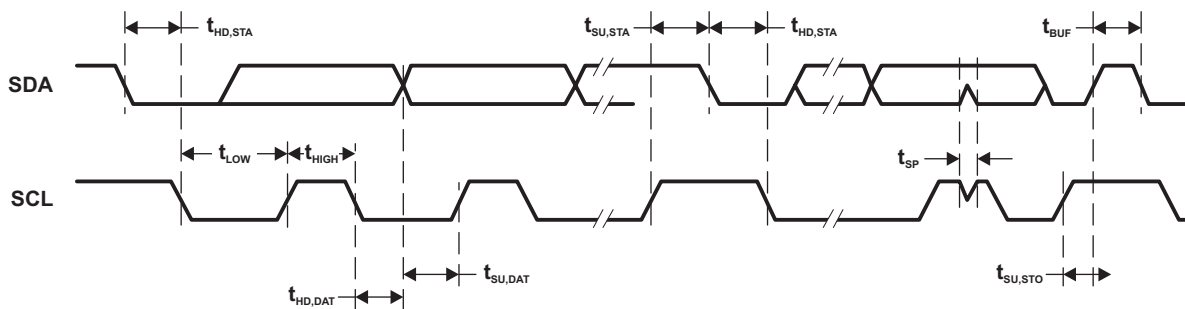 tHD,STA
tSU,STA
tHD,STA
tBUF
SDA
tLOW
tHIGH
tSP
SCL
tSU,DAT
tSU,STO
tHD,DAT